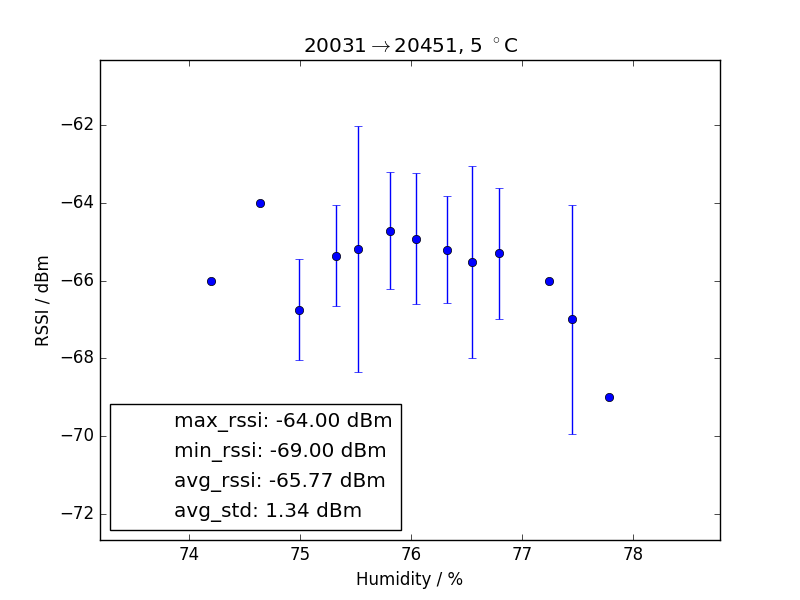 20031→20451, 5 °C
−62
−64
−66
−68
−70
−72
RSSI / dBm
max_rssi: -64.00 dBm
min_rssi: -69.00 dBm
avg_rssi: -65.77 dBm
avg_std: 1.34 dBm
74 75 76 77 78
Humidity / %